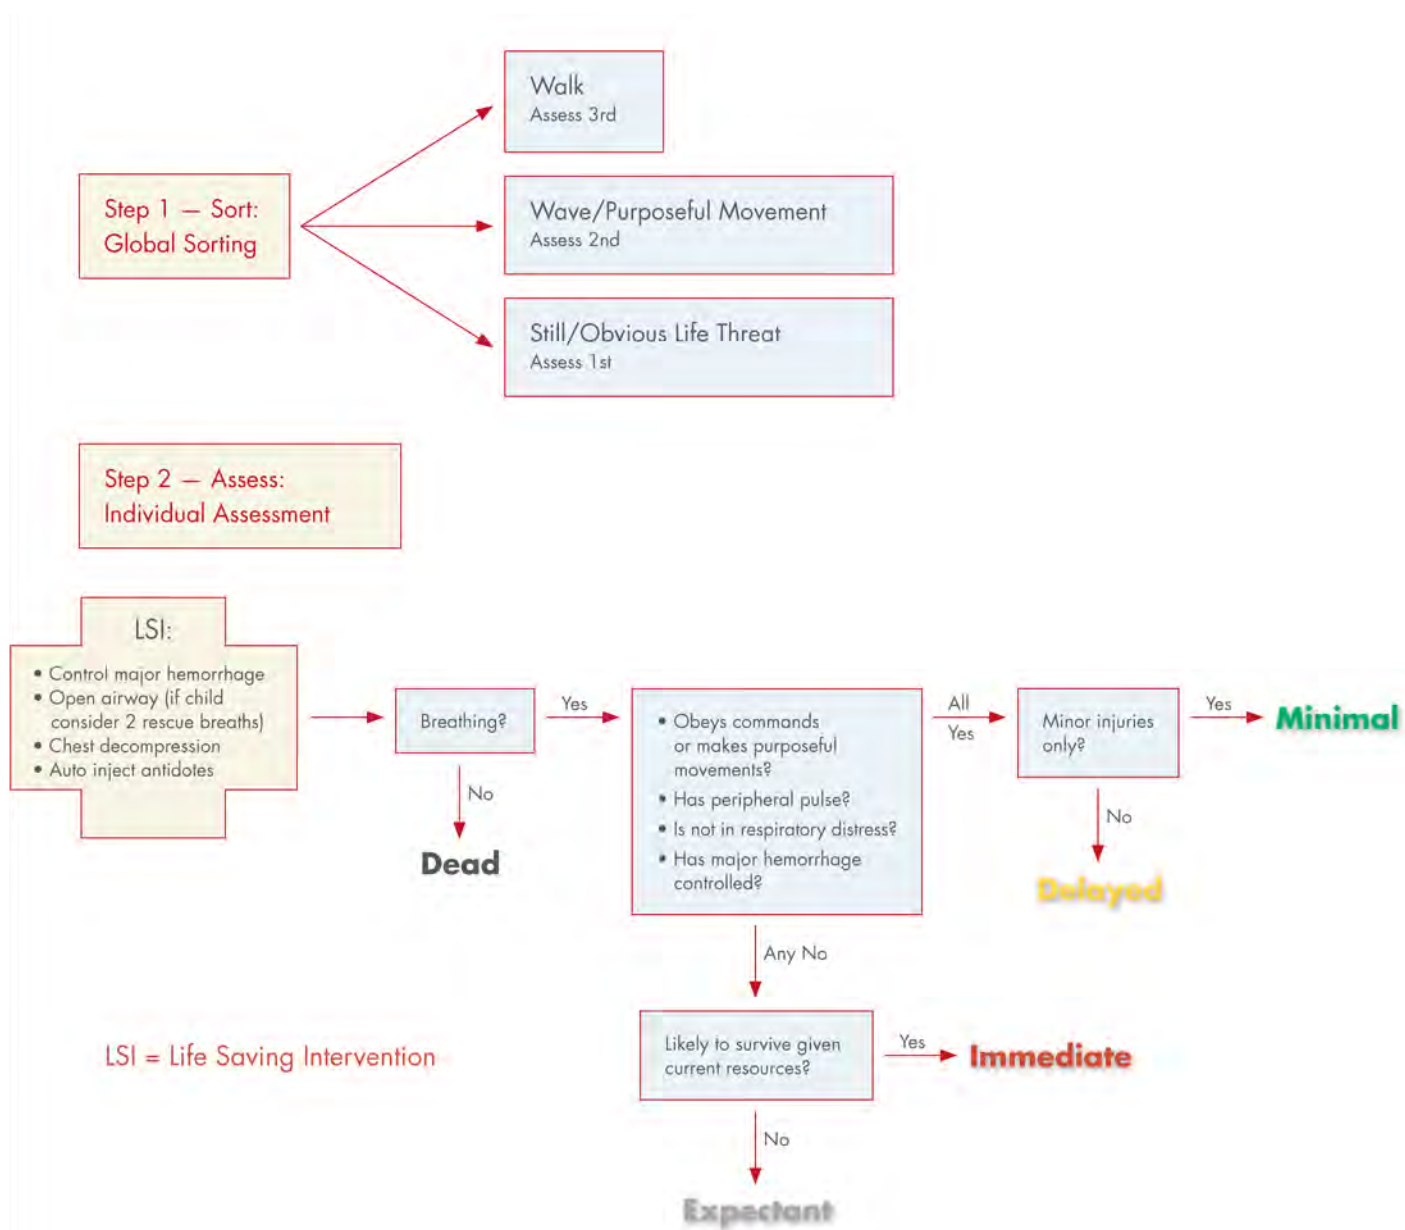 Walk
Assess 3rd
Step 1 – Sort:
Global Sorting
Wave/Purposeful Movement
Assess 2nd
Still/Obvious Life Threat
Assess 1st
Step 2 – Assess:
Individual Assessment
LSI:
• Control major hemorrhage
• Open airway (if child
consider 2 rescue breaths)
• Chest decompression
• Auto inject antidotes
Breathing?
Yes
No
Dead
• Obeys commands
or makes purposeful
movements?
• Has peripheral pulse?
• Is not in respiratory distress?
• Has major hemorrhage
controlled?
All
Yes
Minor injuries
only?
Yes
Minimal
No
Delayed
Any No
Likely to survive given
current resources?
Yes
Immediate
No
Expectant
LSI = Life Saving Intervention